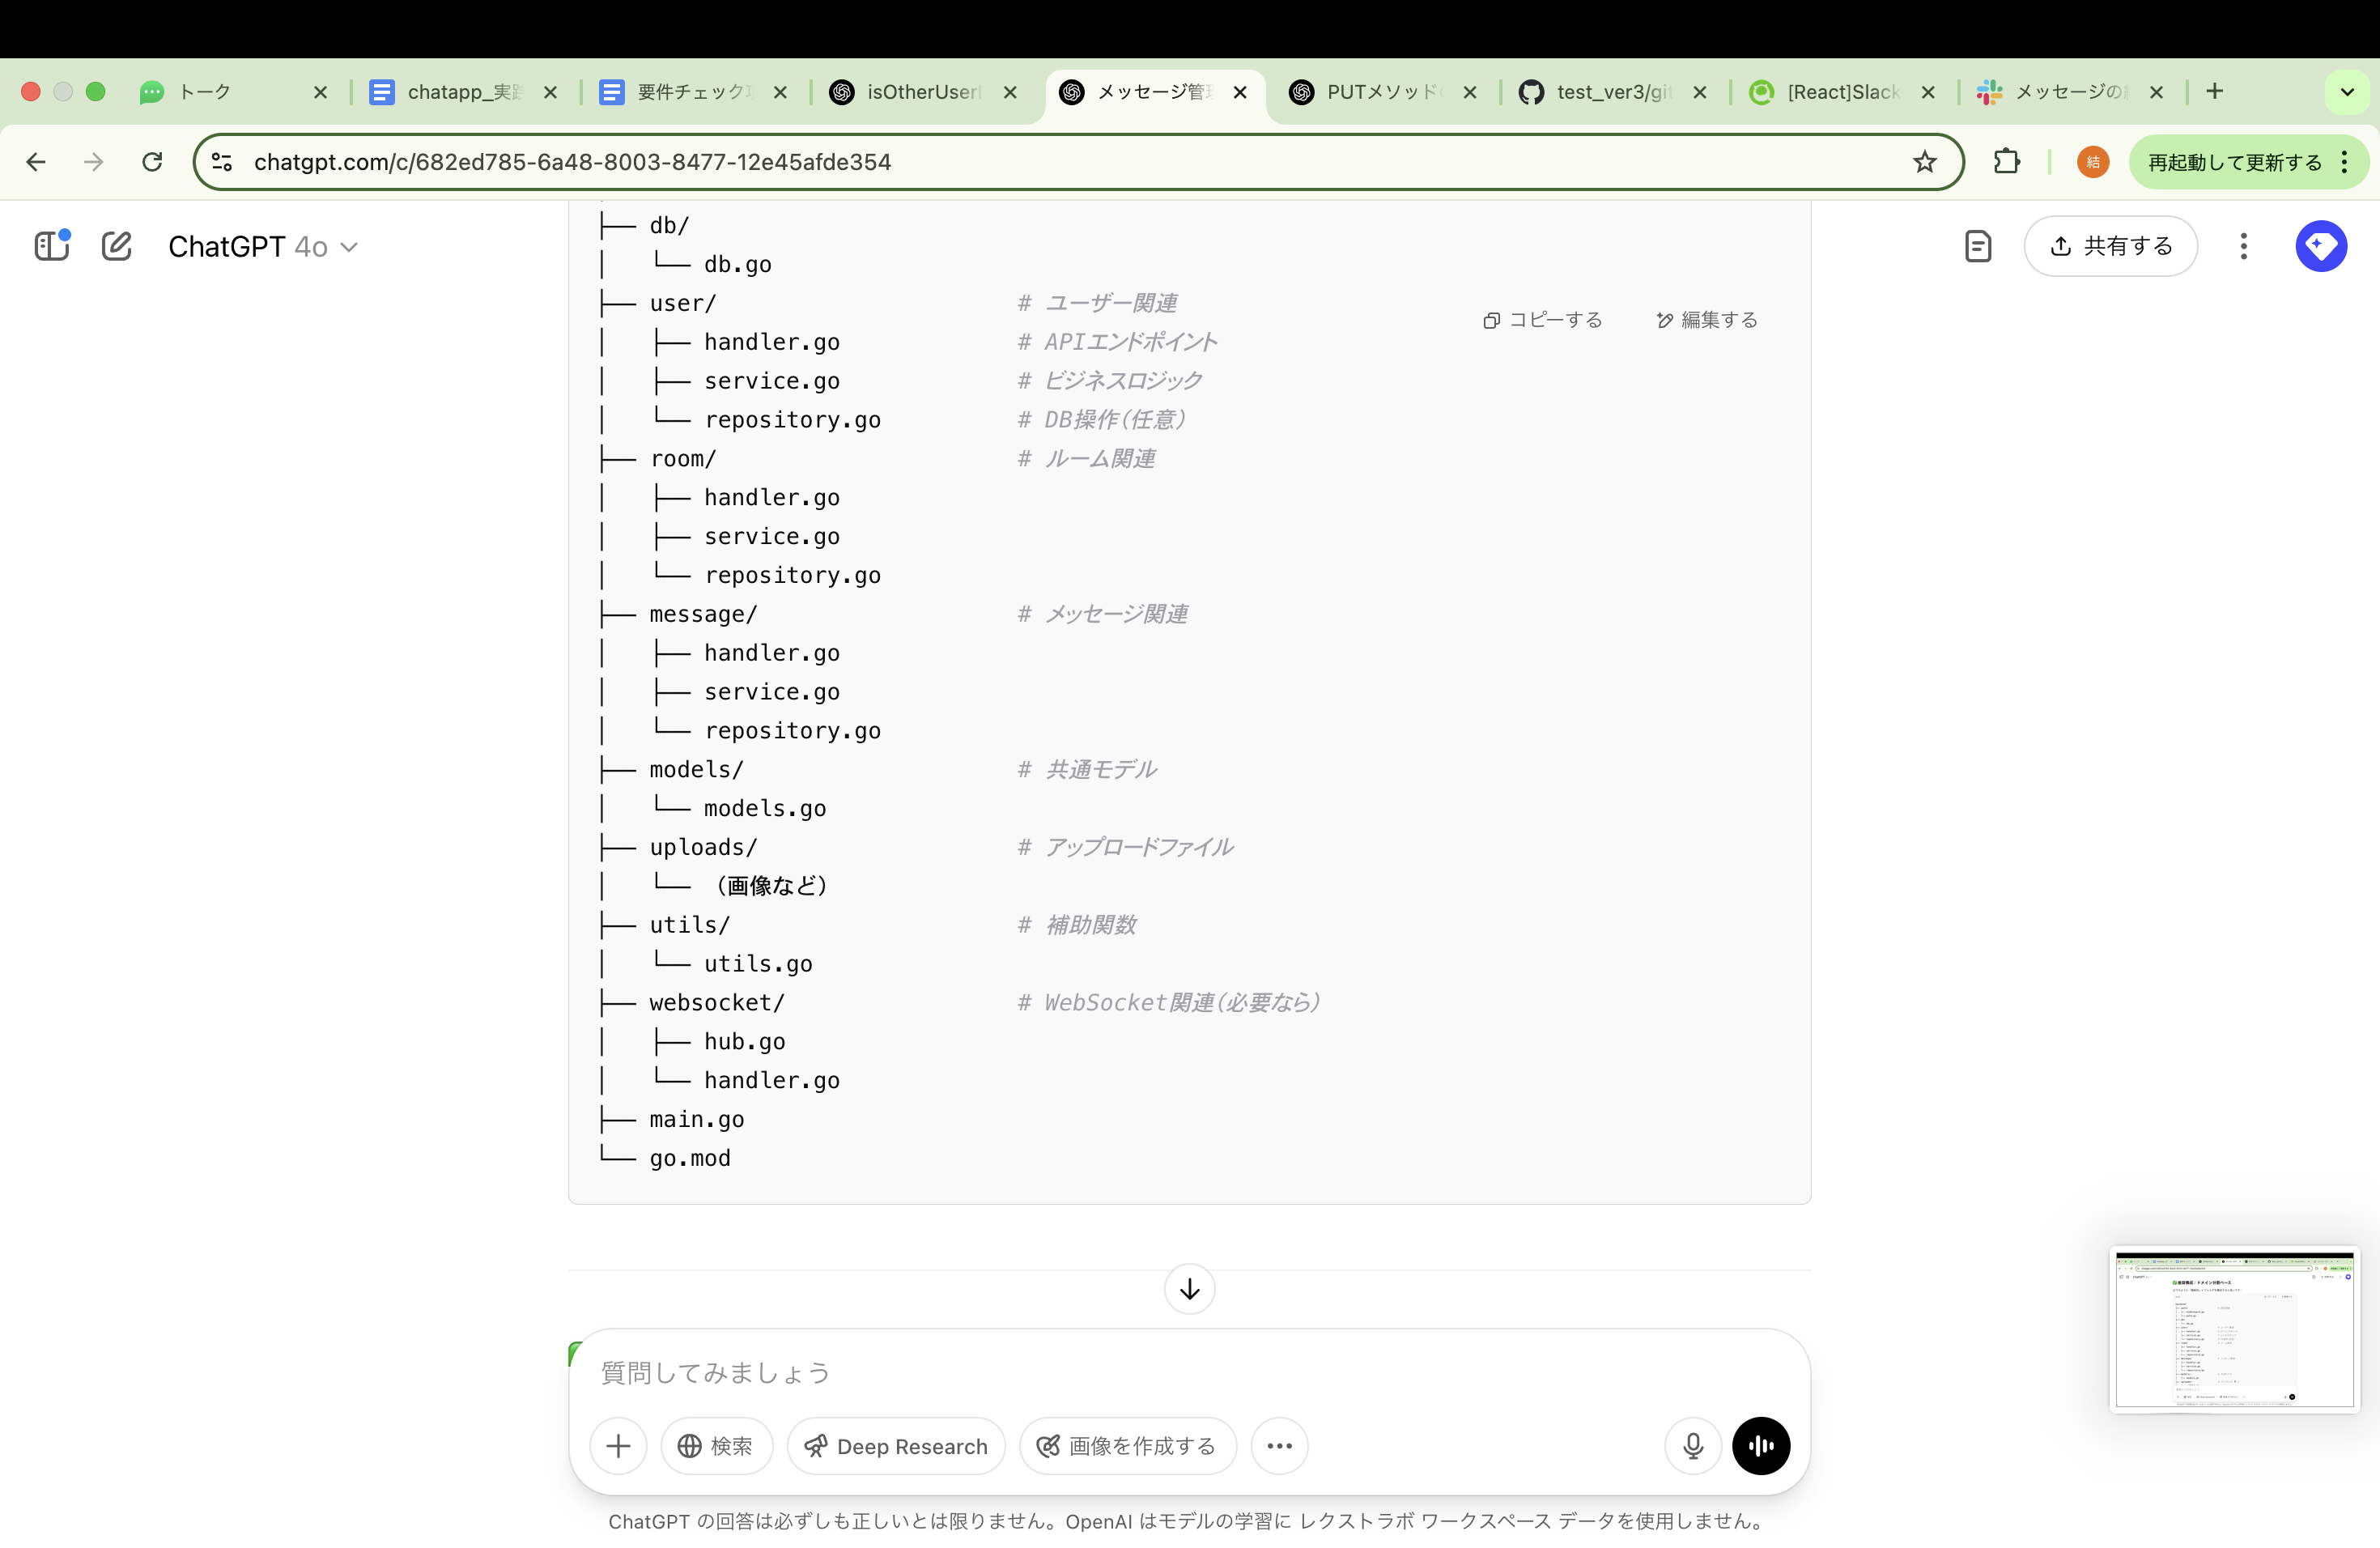 トーク
chatapp_実践
要件チェック
isOtherUser
メッセージ管理
PUTメソッド
test_ver3/git
[React]Slack
メッセージの
chatgpt.com/c/682ed785-6a48-8003-8477-12e45afde354
結
再起動して更新する
ChatGPT 4o
共有する
コピーする
編集する
├── db/
│   └── db.go
├── user/ # ユーザー関連
│   ├── handler.go # APIエンドポイント
│   ├── service.go # ビジネスロジック
│   └── repository.go # DB操作（任意）
├── room/ # ルーム関連
│   ├── handler.go
│   ├── service.go
│   └── repository.go
├── message/ # メッセージ関連
│   ├── handler.go
│   ├── service.go
│   └── repository.go
├── models/ # 共通モデル
│   └── models.go
├── uploads/ # アップロードファイル
│   └── （画像など）
├── utils/ # 補助関数
│   └── utils.go
├── websocket/ # WebSocket関連（必要なら）
│   ├── hub.go
│   └── handler.go
├── main.go
└── go.mod
質問してみましょう
検索
Deep Research
画像を作成する
ChatGPT の回答は必ずしも正しいとは限りません。OpenAI はモデルの学習に レクストラボ ワークスペース データを使用しません。